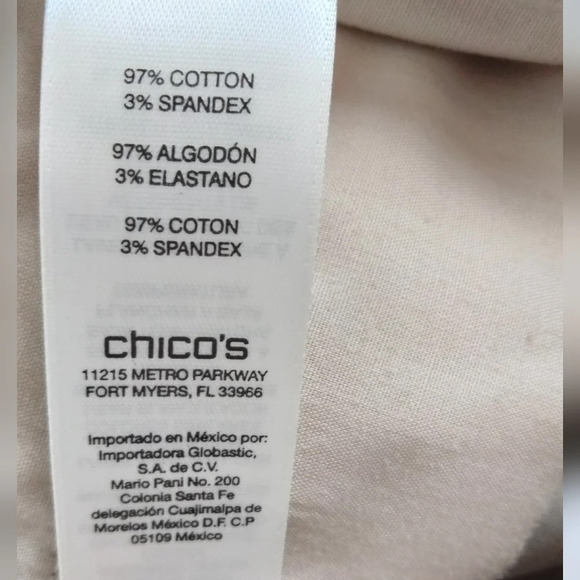 97% COTTON
3% SPANDEX
97% ALGODÓN
3% ELASTANO
97% COTON
3% SPANDEX
chico's
11215 METRO PARKWAY
FORT MYERS, FL 33966
Importado en México por:
Importadora Globastic,
S.A. de C.V.
Mario Pani No. 200
Colonia Santa Fe
delegación Cuajimalpa de
Morelos México D.F. C.P
05109 México